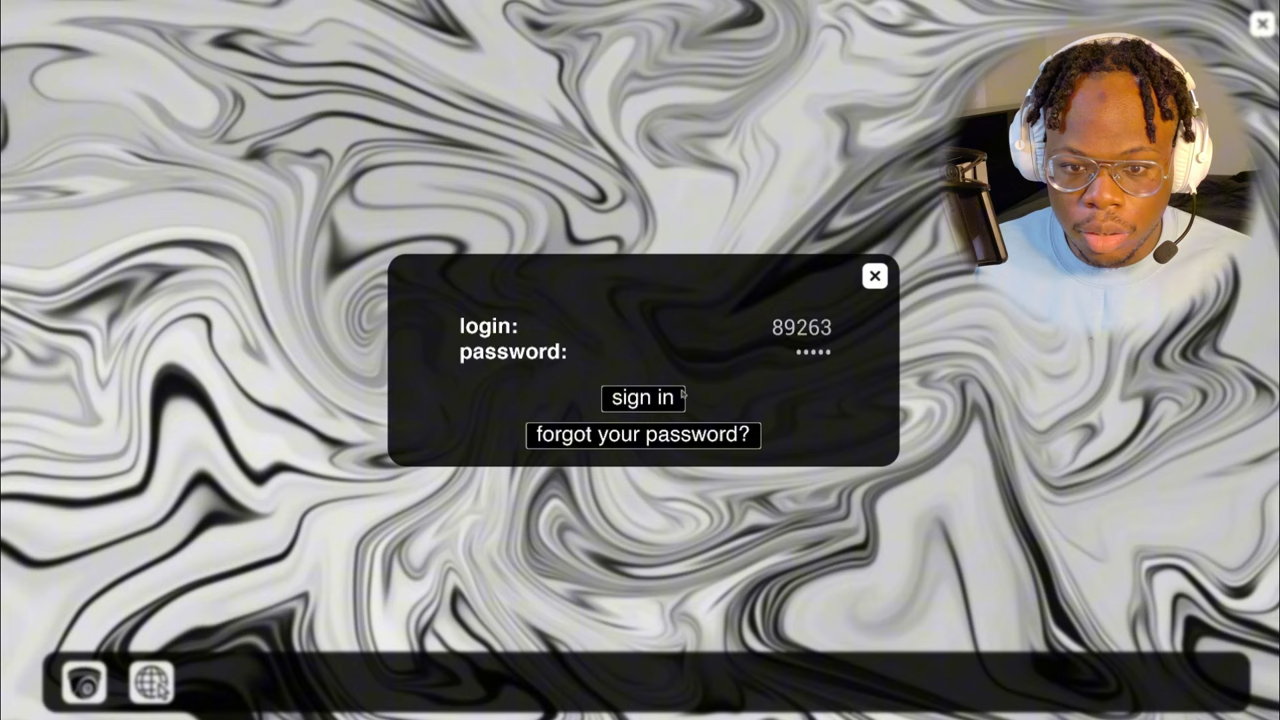 login: 89263
password: •••••
sign in
forgot your password?